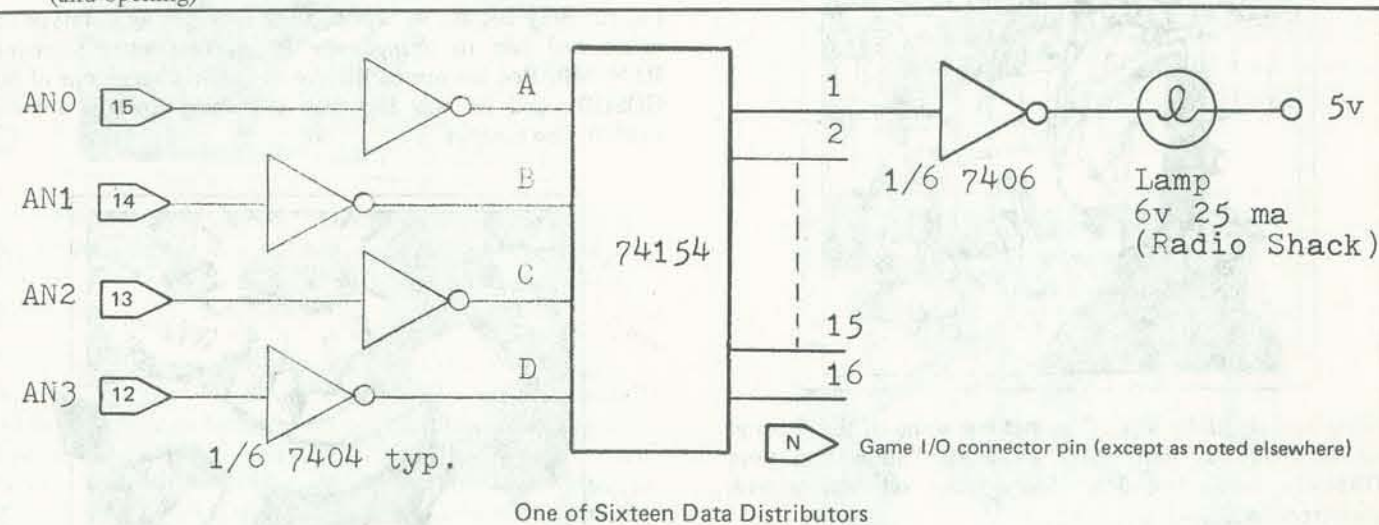 (and opening)
AN0 15 A 1 5v
2
AN1 14 B 1/6 7406 Lamp
6v 25 ma
(Radio Shack)
74154
AN2 13 C
15
AN3 12 D 16
1/6 7404 typ.
N Game I/O connector pin (except as noted elsewhere)
One of Sixteen Data Distributors